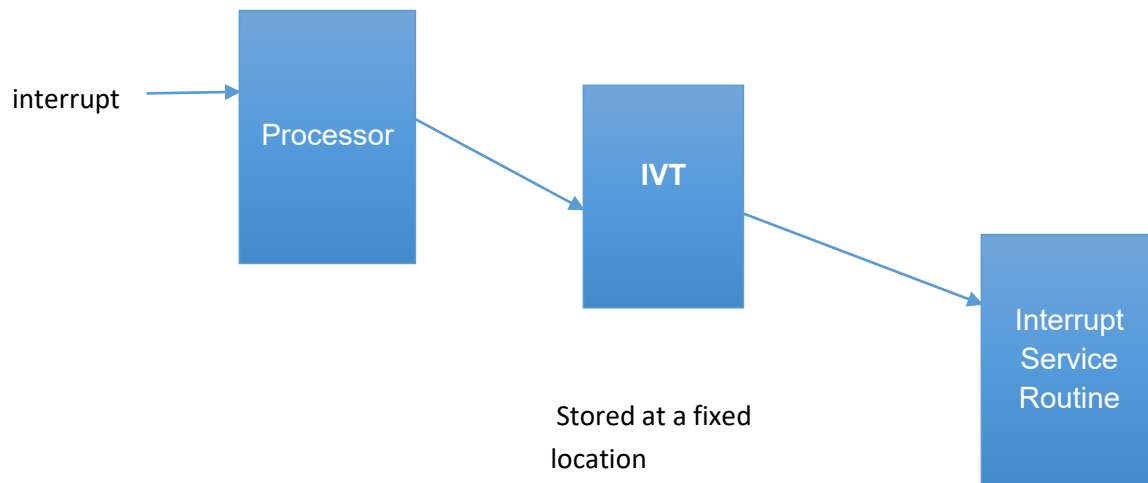 interrupt
Processor
IVT
Interrupt
Service
Routine
Stored at a fixed
location